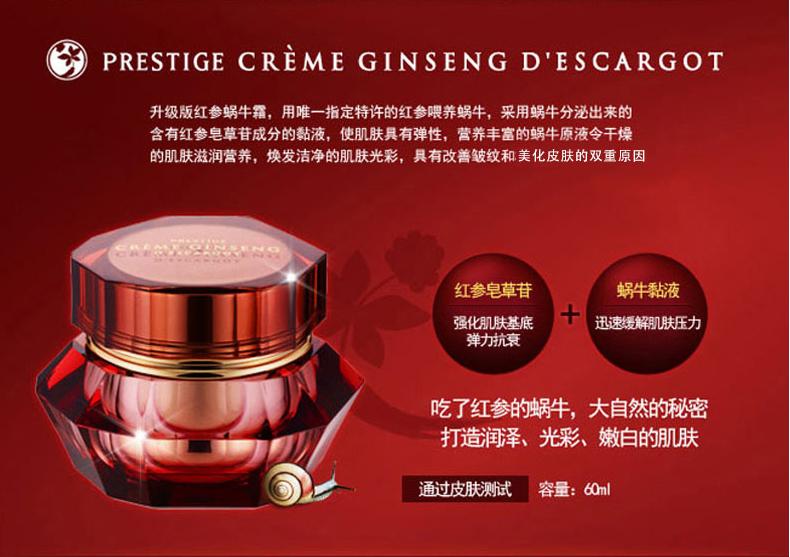 PRESTIGE CRÈME GINSENG D'ESCARGOT
升级版红参蜗牛霜，用唯一指定特许的红参喂养蜗牛，采用蜗牛分泌出来的
含有红参皂草苷成分的黏液，使肌肤具有弹性，营养丰富的蜗牛原液令干燥
的肌肤滋润营养，焕发洁净的肌肤光彩，具有改善皱纹和美化皮肤的双重原因
PRESTIGE
CRÈME GINSENG
D'ESCARGOT
红参皂草苷
强化肌肤基底
弹力抗衰
+
蜗牛黏液
迅速缓解肌肤压力
吃了红参的蜗牛，大自然的秘密
打造润泽、光彩、嫩白的肌肤
通过皮肤测试 容量：60ml